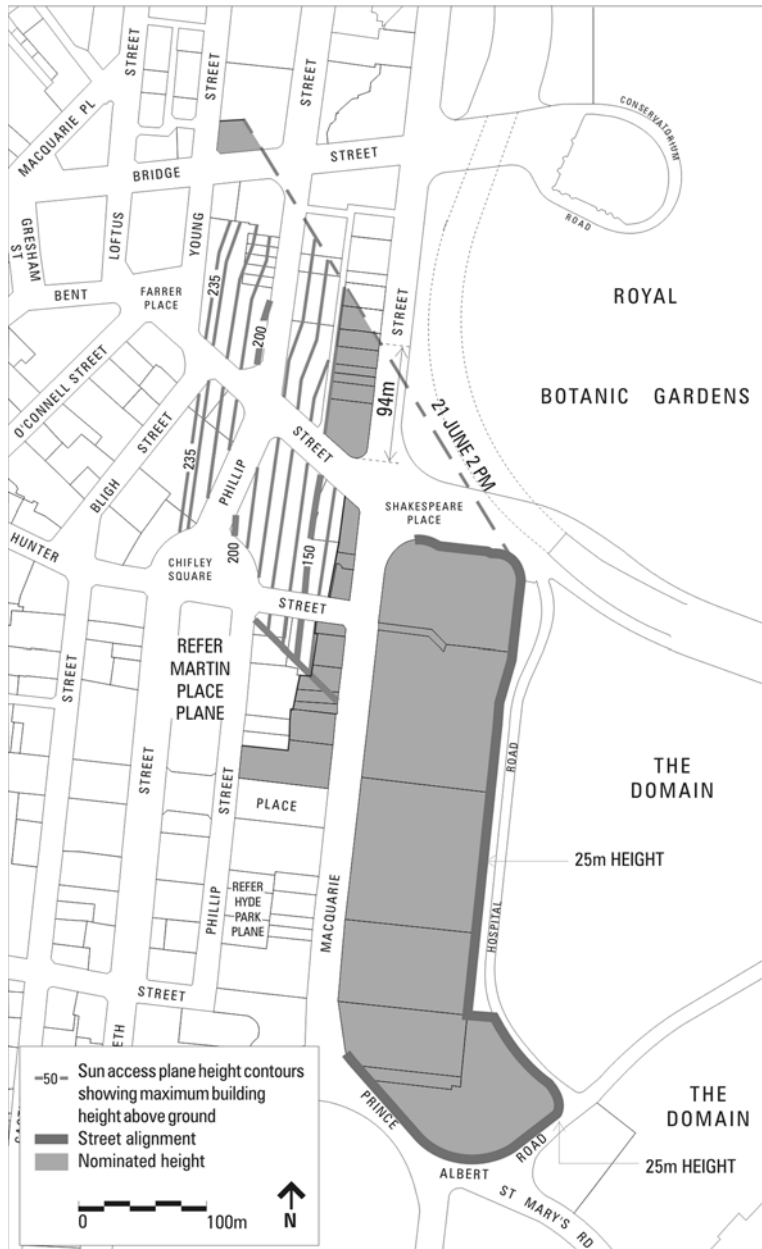 STREET
STREET
STREET
MACQUARIE PL
CONSERVATORIUM
ROAD
STREET
BRIDGE
GRESHAM
ST
LOFTUS
YOUNG
BENT
FARRER
PLACE
235
200
STREET
94m
ROYAL
BOTANIC GARDENS
21 JUNE 2 PM
O'CONNELL STREET
STREET
BLIGH
235
PHILLIP
STREET
SHAKESPEARE
PLACE
HUNTER
CHIFLEY
SQUARE
200
150
STREET
REFER
MARTIN
PLACE
PLANE
STREET
STREET
STREET
PLACE
ROAD
THE
DOMAIN
25m HEIGHT
PHILLIP
REFER
HYDE
PARK
PLANE
MACQUARIE
HOSPITAL
STREET
ETH
50 Sun access plane height contours
showing maximum building
height above ground
Street alignment
Nominated height
0 100m
N
PRINCE
ALBERT
ROAD
ST MARY'S RD
THE
DOMAIN
25m HEIGHT